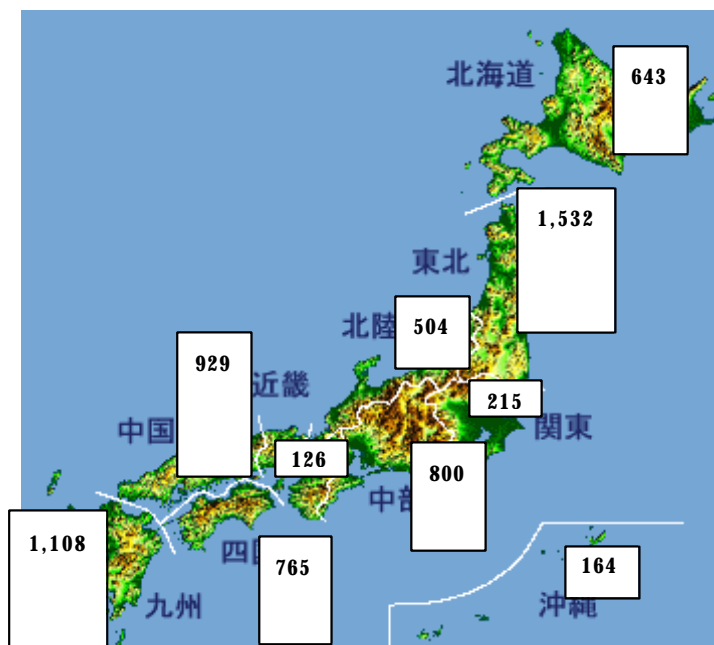 北海道
643
1,532
東北
北陸
504
929
近畿
215
関東
中国
126
800
中部
1,108
四国
765
164
九州
沖縄